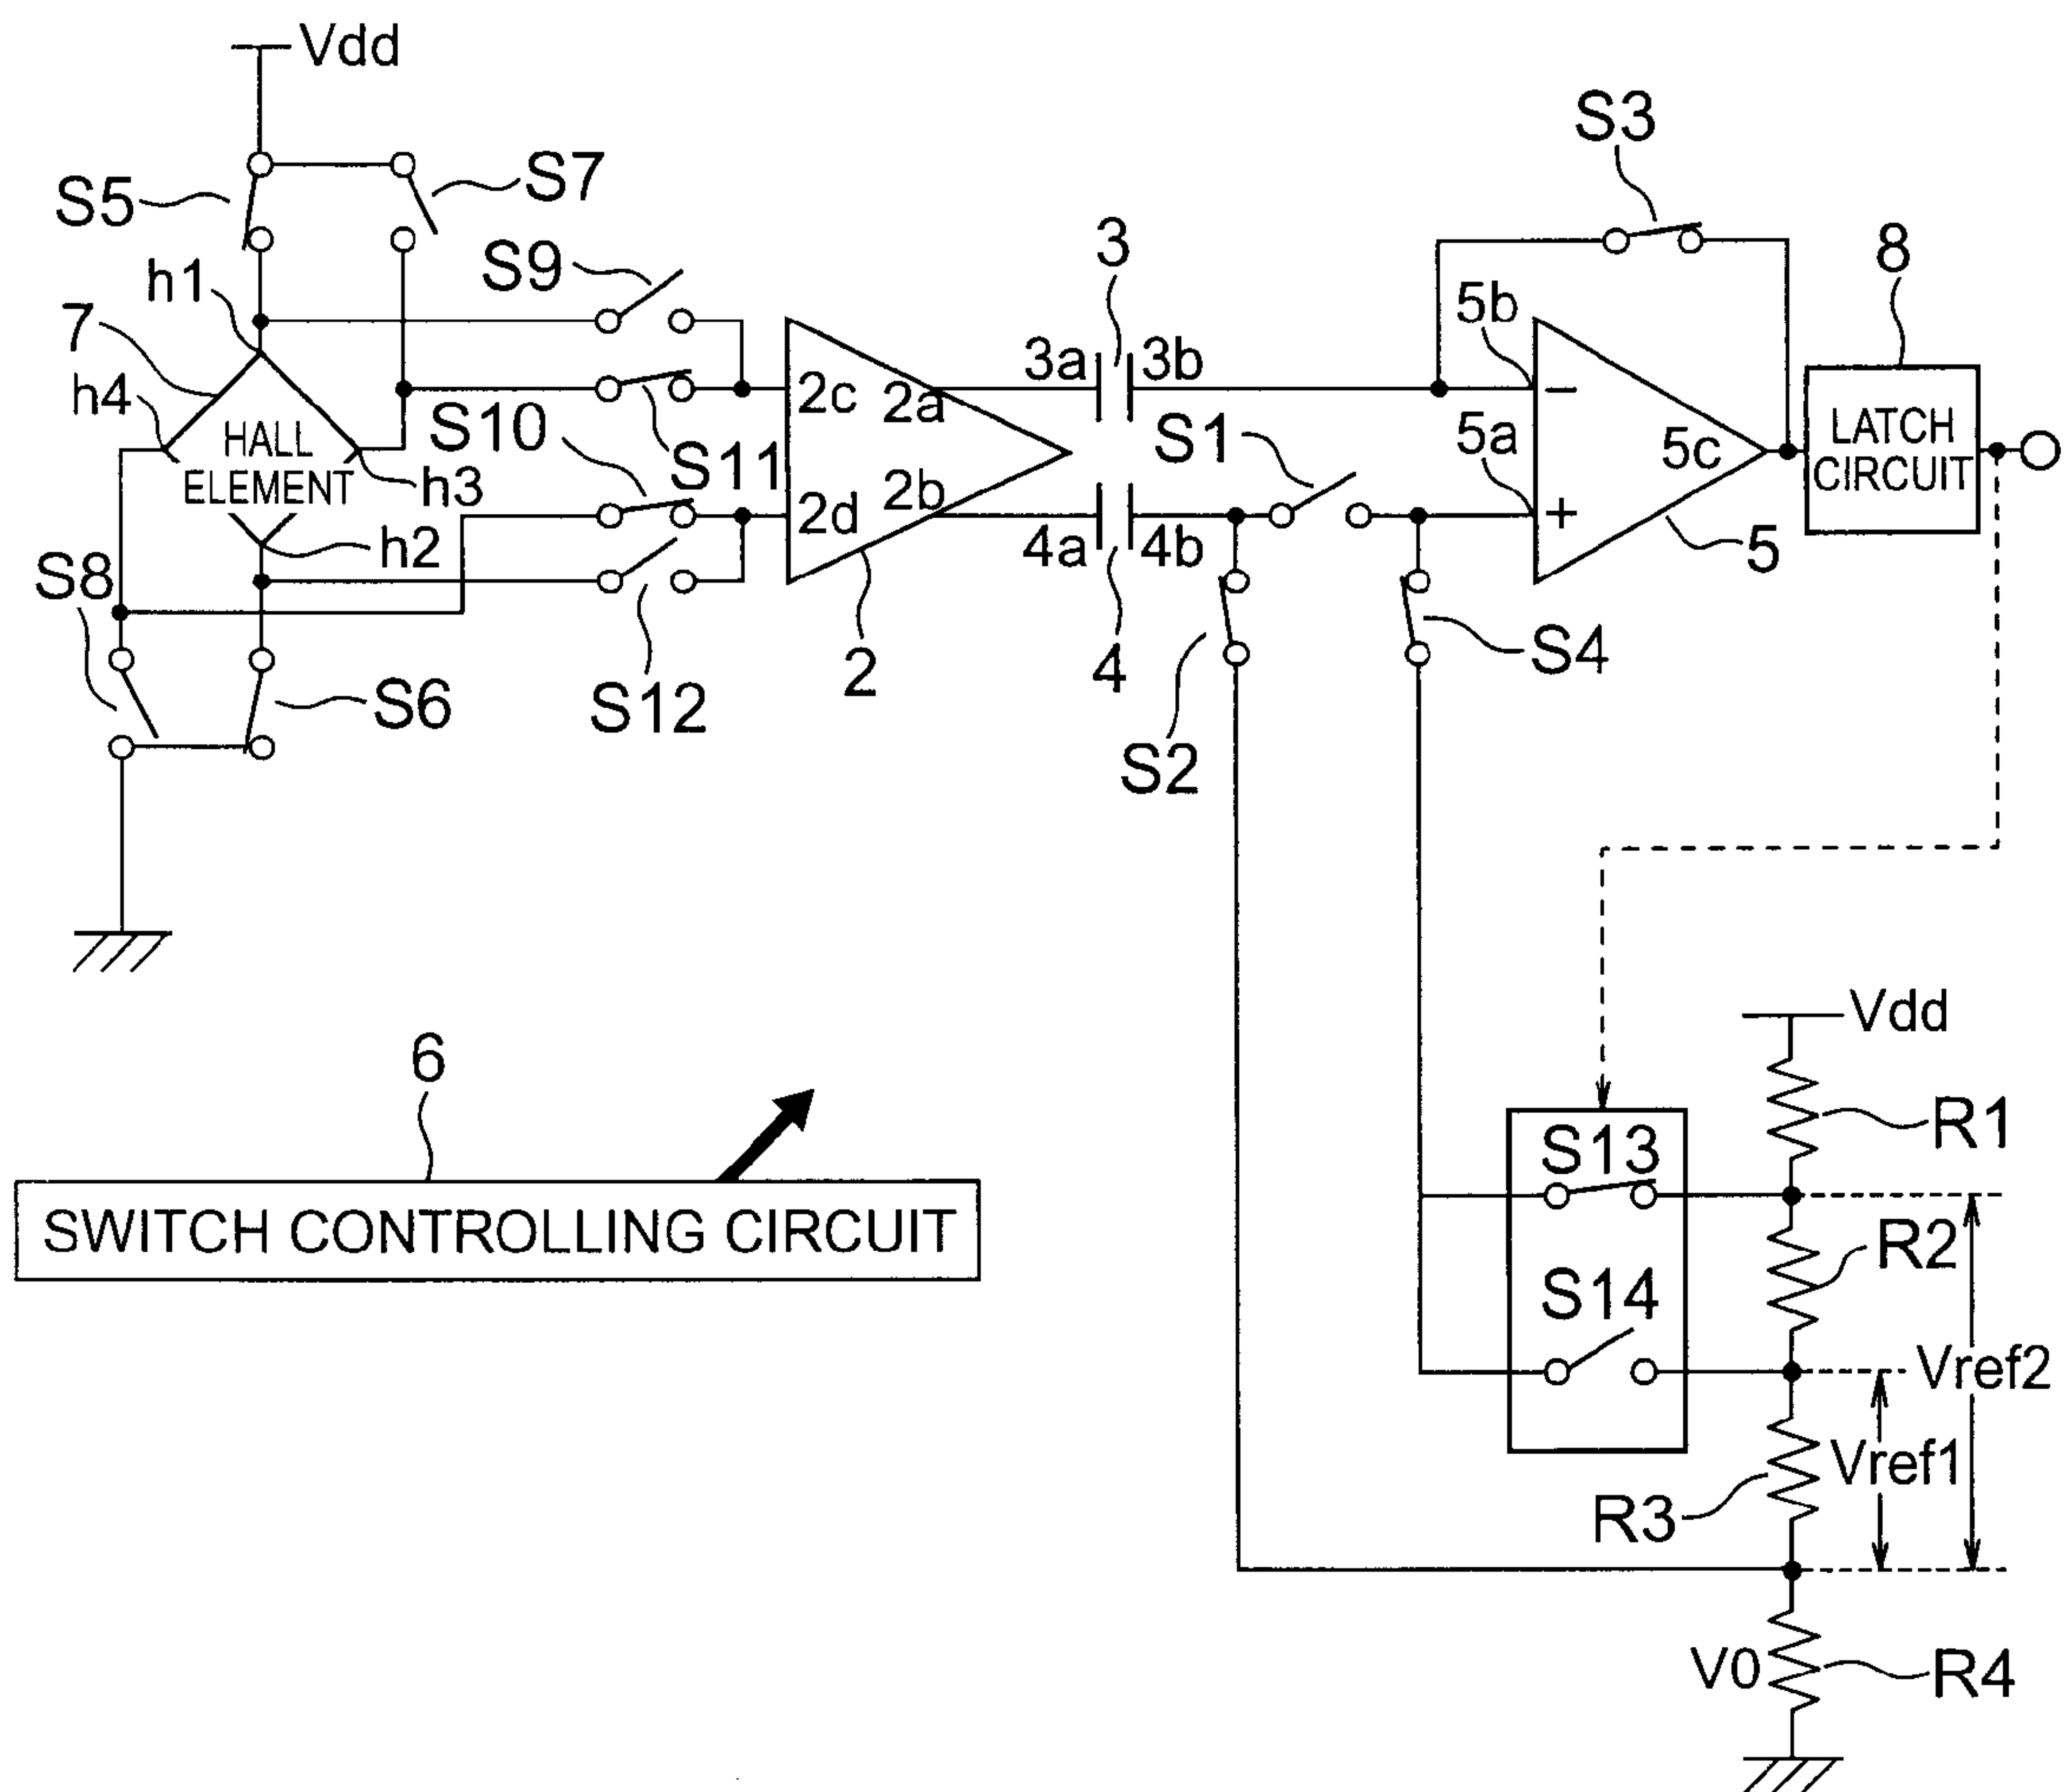 Vdd
S5
S7
S9
h1
7
h4
HALL
ELEMENT
h3
h2
S10
S11
S8
S6
S12
2c
2a
2d
2b
2
3
3a
3b
4a
4b
4
S1
S2
S3
5b
−
5a
+
5c
5
S4
8
LATCH
CIRCUIT
6
SWITCH CONTROLLING CIRCUIT
Vdd
S13
R1
R2
S14
Vref2
Vref1
R3
V0
R4